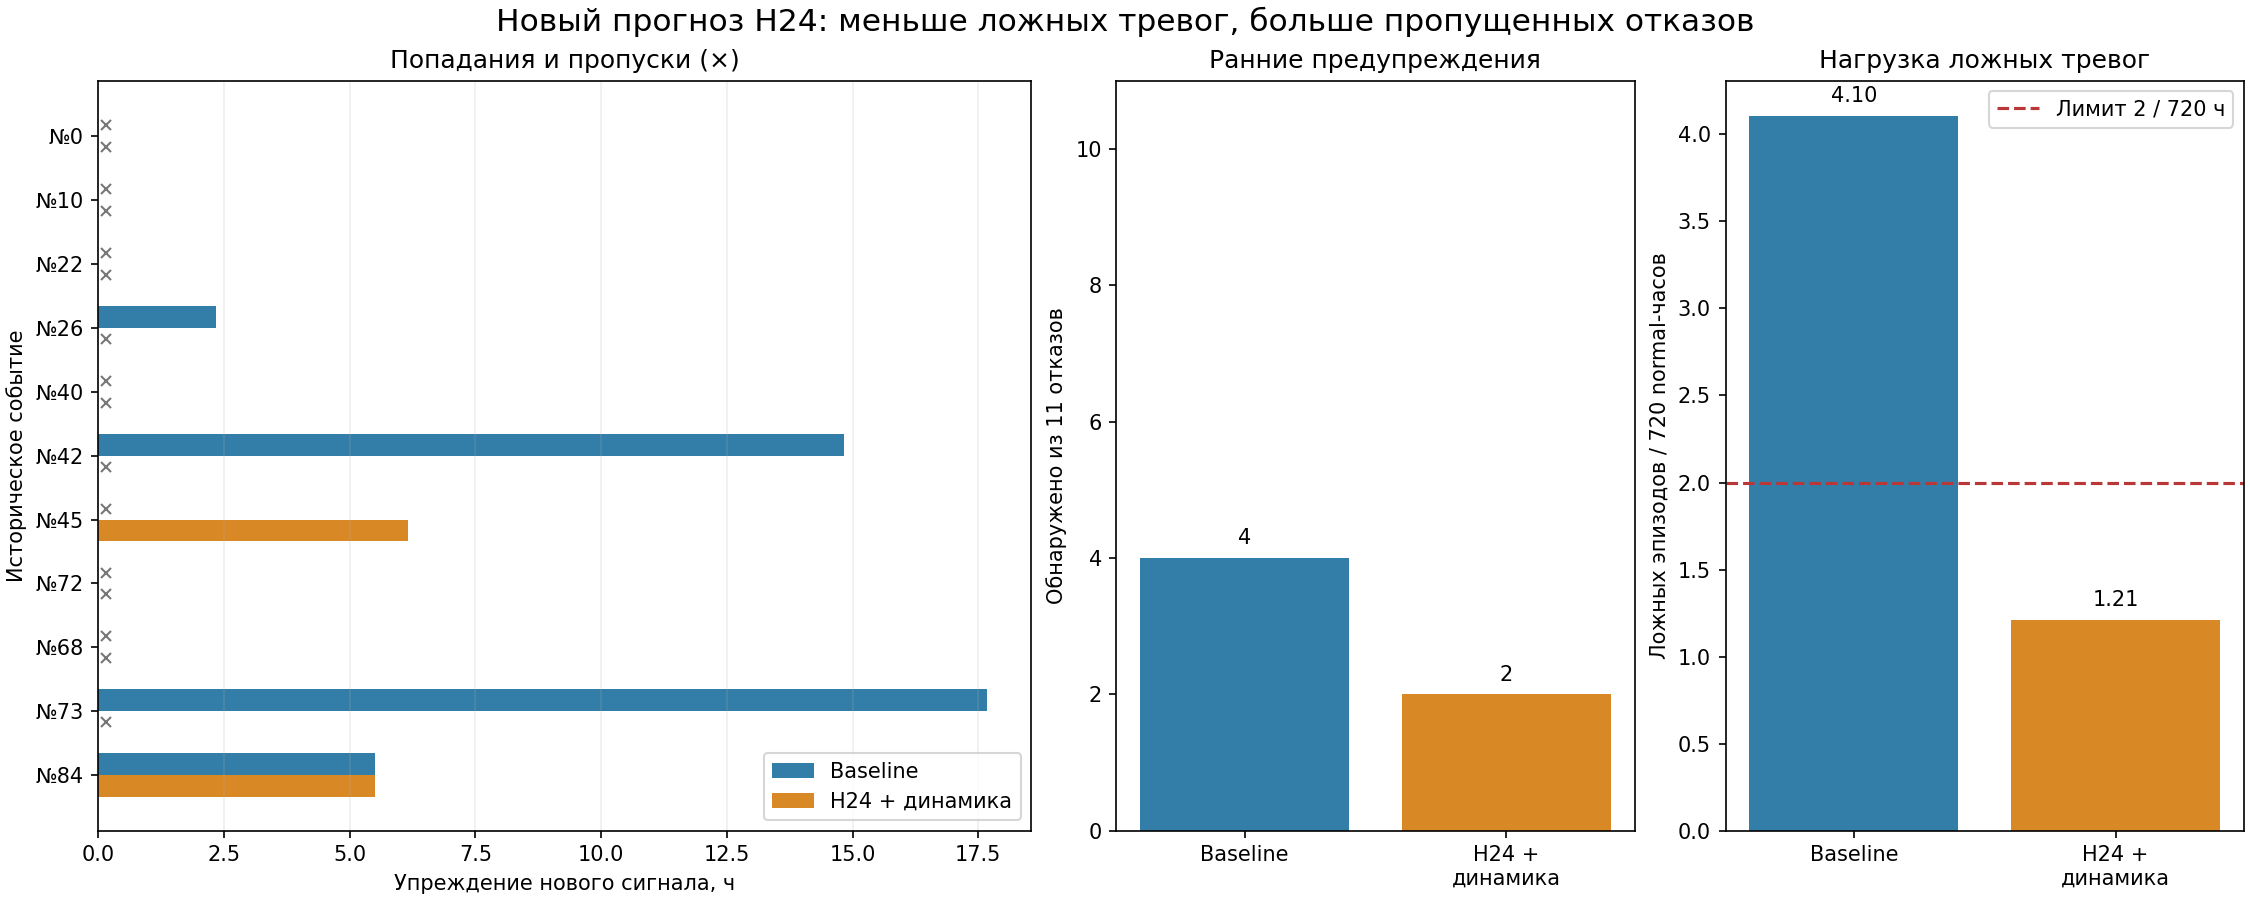 Новый прогноз H24: меньше ложных тревог, больше пропущенных отказов
Попадания и пропуски (×)
Историческое событие
№0
№10
№22
№26
№40
№42
№45
№72
№68
№73
№84
0.0 2.5 5.0 7.5 10.0 12.5 15.0 17.5
Упреждение нового сигнала, ч
Baseline
H24 + динамика
Ранние предупреждения
Обнаружено из 11 отказов
10
8
6
4
2
0
4
2
Baseline
H24 +
динамика
Нагрузка ложных тревог
Ложных эпизодов / 720 normal-часов
4.0
3.5
3.0
2.5
2.0
1.5
1.0
0.5
0.0
4.10
1.21
Лимит 2 / 720 ч
Baseline
H24 +
динамика